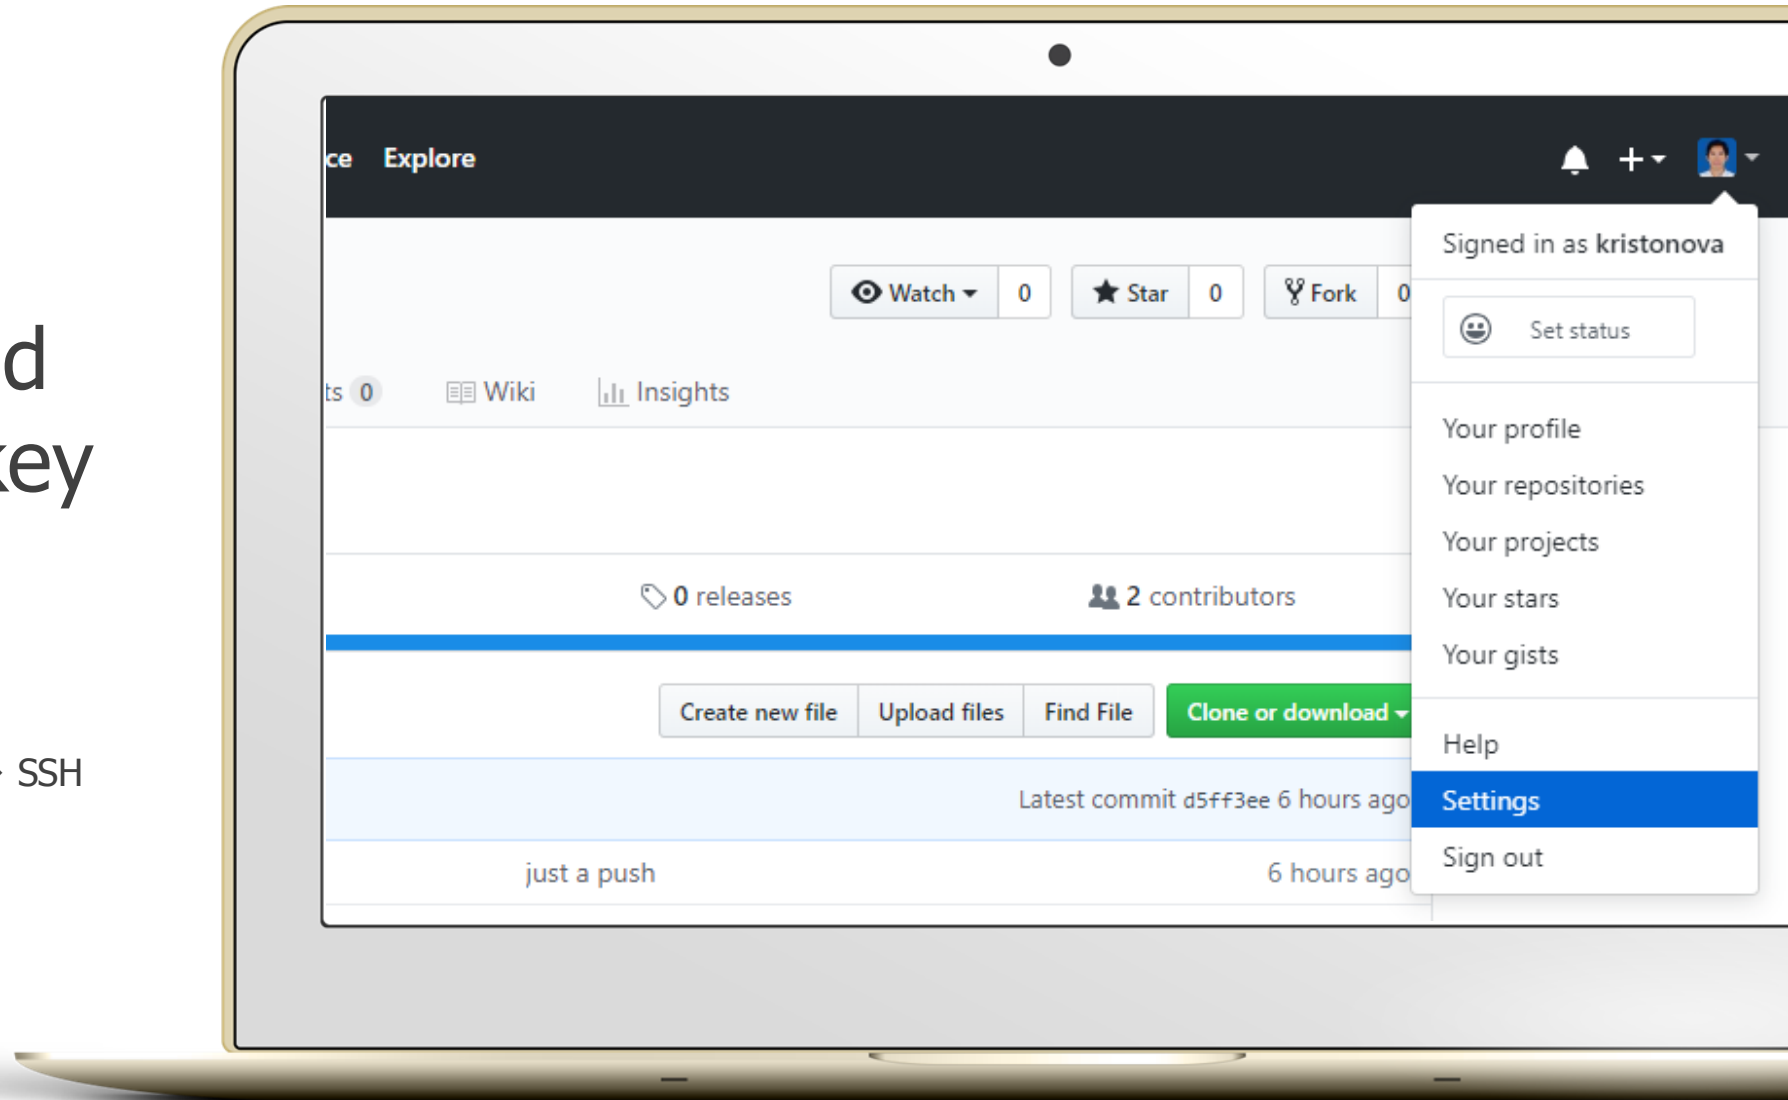 d
key
SSH
ce Explore
Signed in as kristonova
Watch 0 Star 0 Fork 0
Set status
ts 0 Wiki Insights
Your profile
Your repositories
Your projects
Your stars
Your gists
0 releases 2 contributors
Create new file Upload files Find File Clone or download
Help
Latest commit d5ff3ee 6 hours ago
Settings
just a push 6 hours ago
Sign out